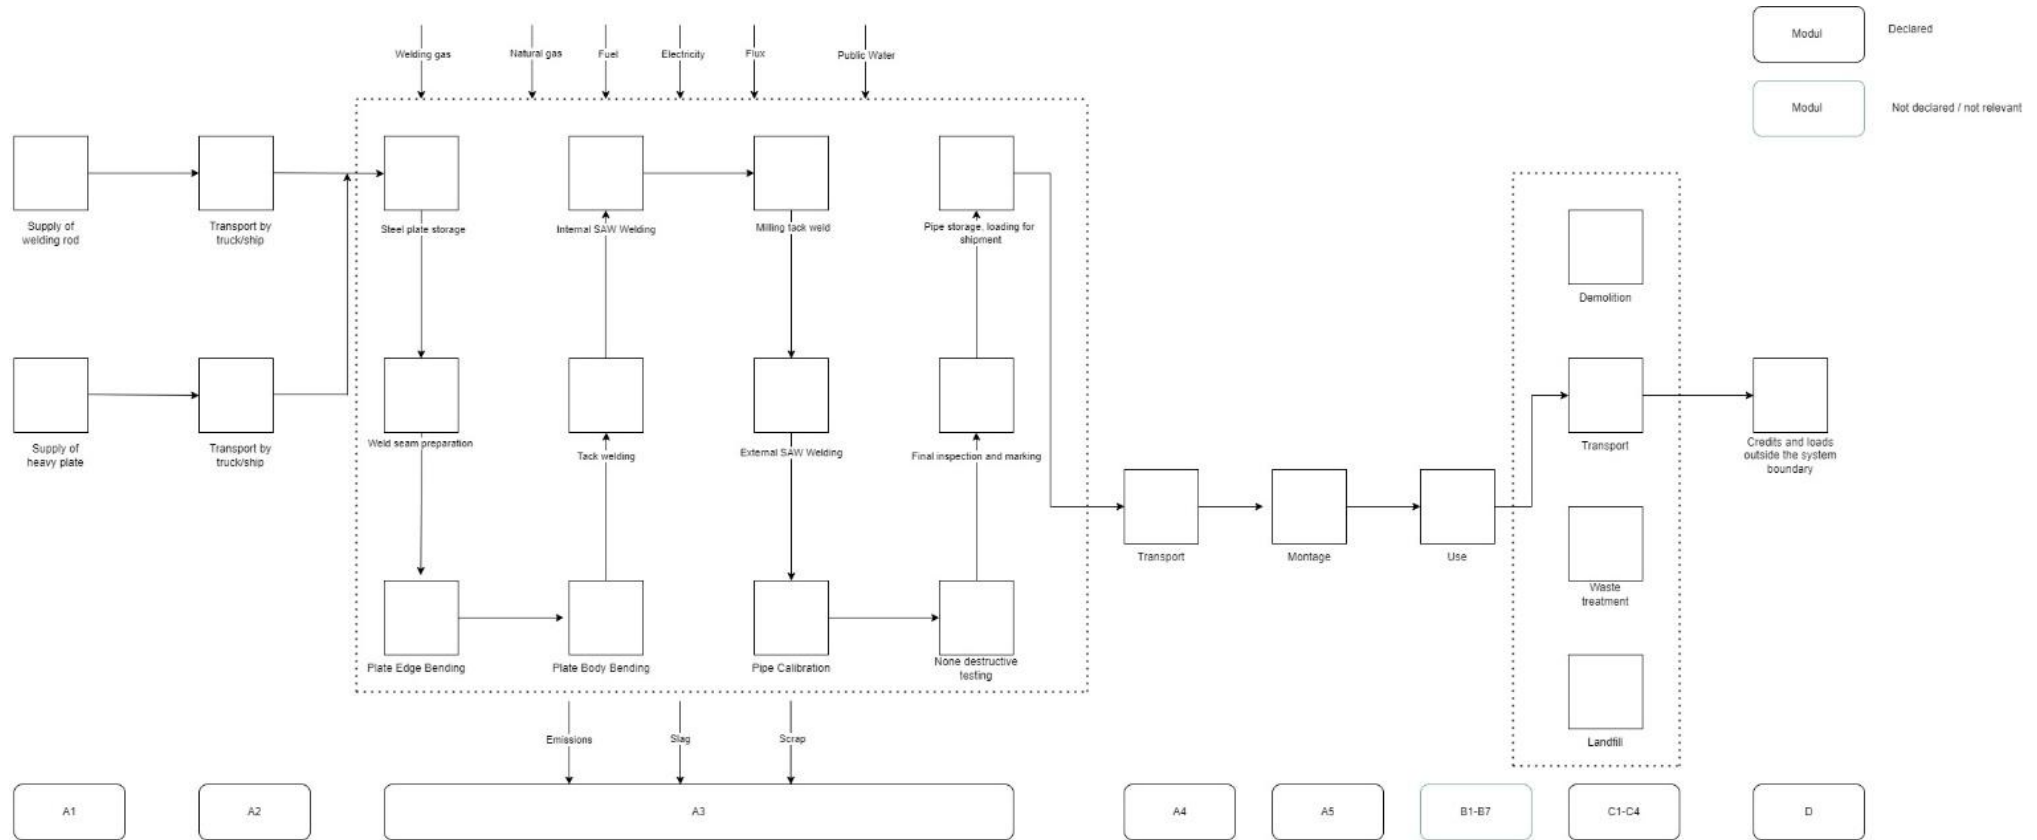 Modul
Declared
Modul
Not declared / not relevant
Welding gas
Natural gas
Fuel
Electricity
Flux
Public Water
Supply of
welding rod
Transport by
truck/ship
Steel plate storage
Internal SAW Welding
Milling tack weld
Pipe storage, loading for
shipment
Supply of
heavy plate
Transport by
truck/ship
Weld seam preparation
Tack welding
External SAW Welding
Final inspection and marking
Plate Edge Bending
Plate Body Bending
Pipe Calibration
None destructive
testing
Transport
Montage
Use
Demolition
Transport
Waste
treatment
Landfill
Credits and loads
outside the system
boundary
Emissions
Slag
Scrap
A1
A2
A3
A4
A5
B1-B7
C1-C4
D